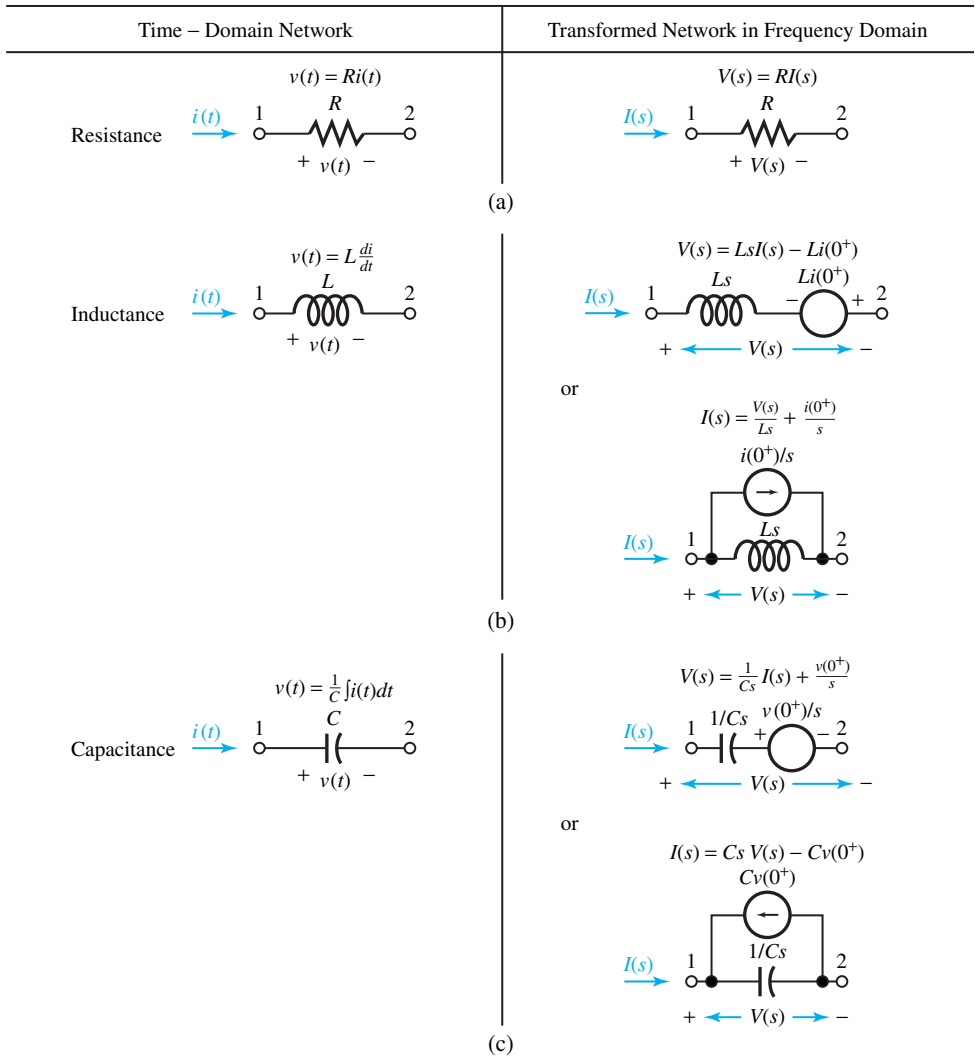 Time – Domain Network
Transformed Network in Frequency Domain
v(t) = Ri(t)
Resistance
i(t)
1
R
2
+ v(t) −
V(s) = RI(s)
I(s)
1
R
2
+ V(s) −
(a)
v(t) = L di/dt
Inductance
i(t)
1
L
2
+ v(t) −
V(s) = LsI(s) − Li(0⁺)
I(s)
1
Ls
− Li(0⁺) +
2
+ V(s) −
or
I(s) = V(s)/Ls + i(0⁺)/s
i(0⁺)/s
I(s)
1
Ls
2
+ V(s) −
(b)
v(t) = 1/C ∫i(t)dt
Capacitance
i(t)
1
C
2
+ v(t) −
V(s) = 1/Cs I(s) + v(0⁺)/s
I(s)
1
1/Cs
+ v(0⁺)/s −
2
+ V(s) −
or
I(s) = Cs V(s) − Cv(0⁺)
Cv(0⁺)
I(s)
1
1/Cs
2
+ V(s) −
(c)